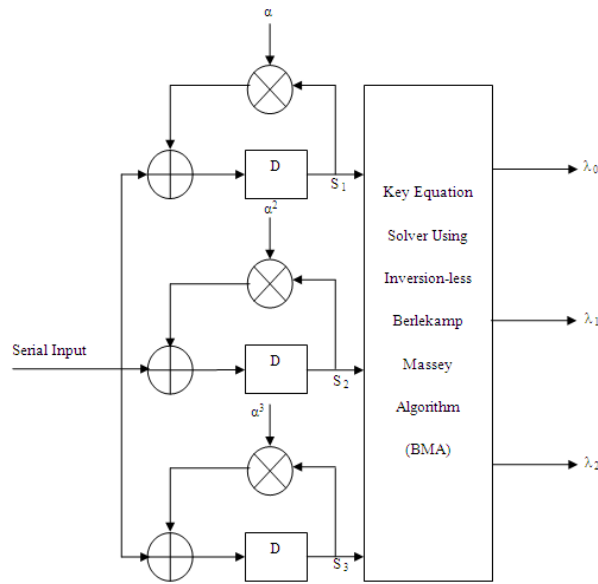 α
D
S1
α2
Key Equation
Solver Using
Inversion-less
Berlekamp
Massey
Algorithm
(BMA)
λ0
Serial Input
D
S2
λ1
α3
D
S3
λ2